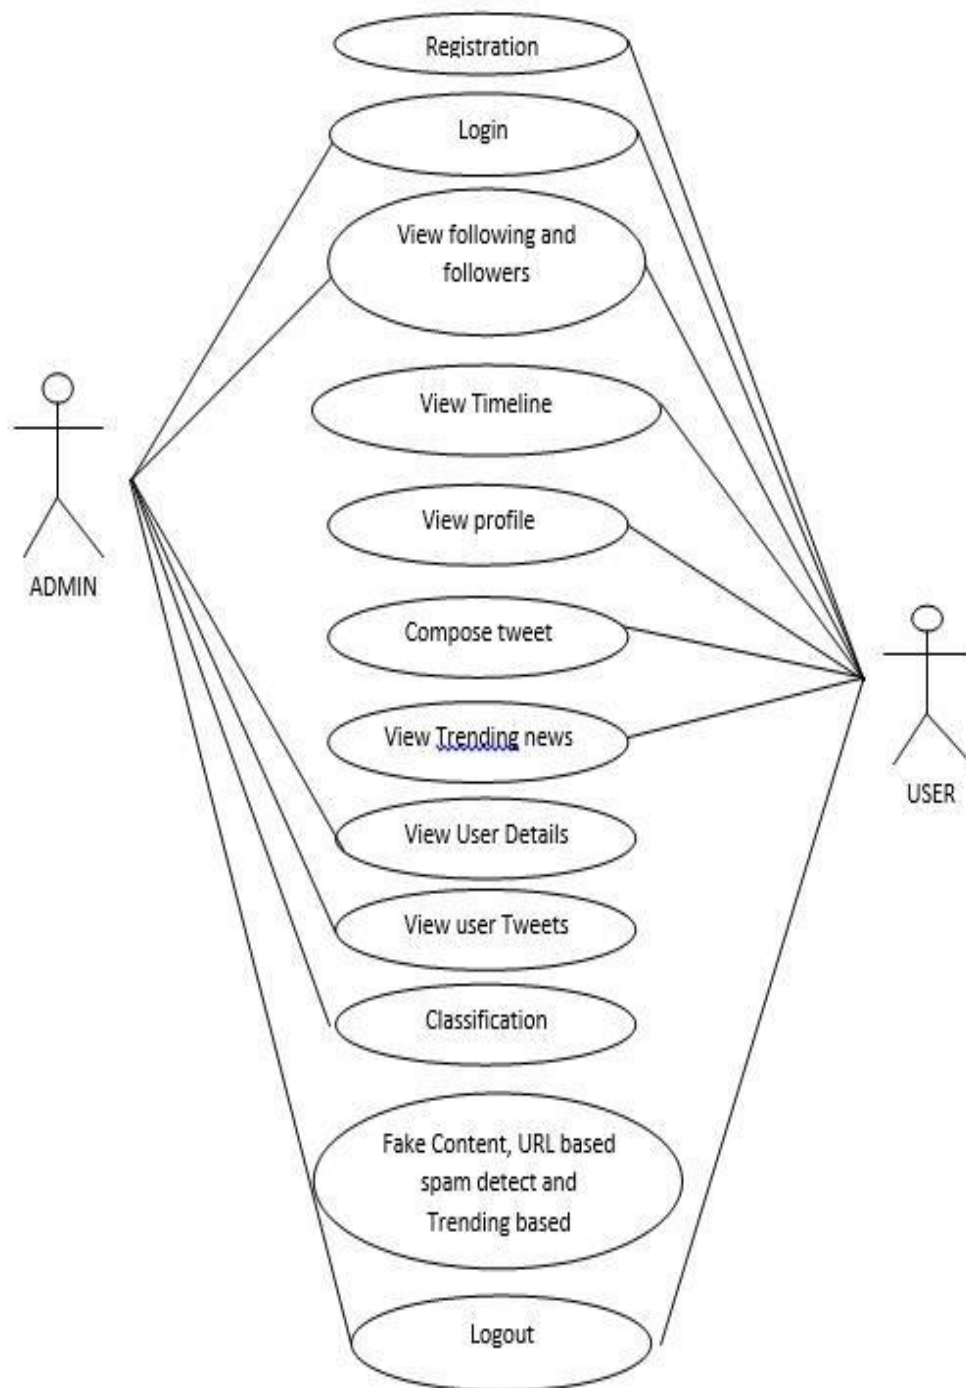 Registration
Login
View following and
followers
View Timeline
View profile
ADMIN
Compose tweet
View Trending news
USER
View User Details
View user Tweets
Classification
Fake Content, URL based
spam detect and
Trending based
Logout